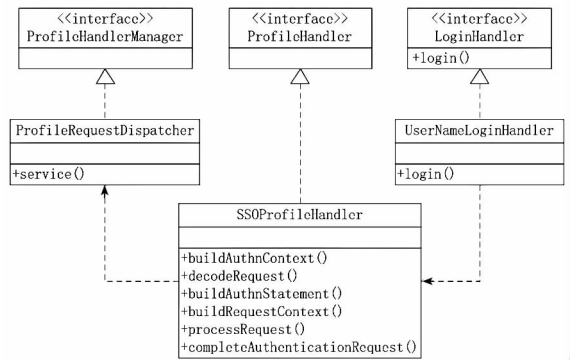 <<interface>>
ProfileHandlerManager
<<interface>>
ProfileHandler
<<interface>>
LoginHandler
+login()
ProfileRequestDispatcher
+service()
UserNameLoginHandler
+login()
SSOProfileHandler
+buildAuthnContext()
+decodeRequest()
+buildAuthnStatement()
+buildRequestContext()
+processRequest()
+completeAuthenticationRequest()